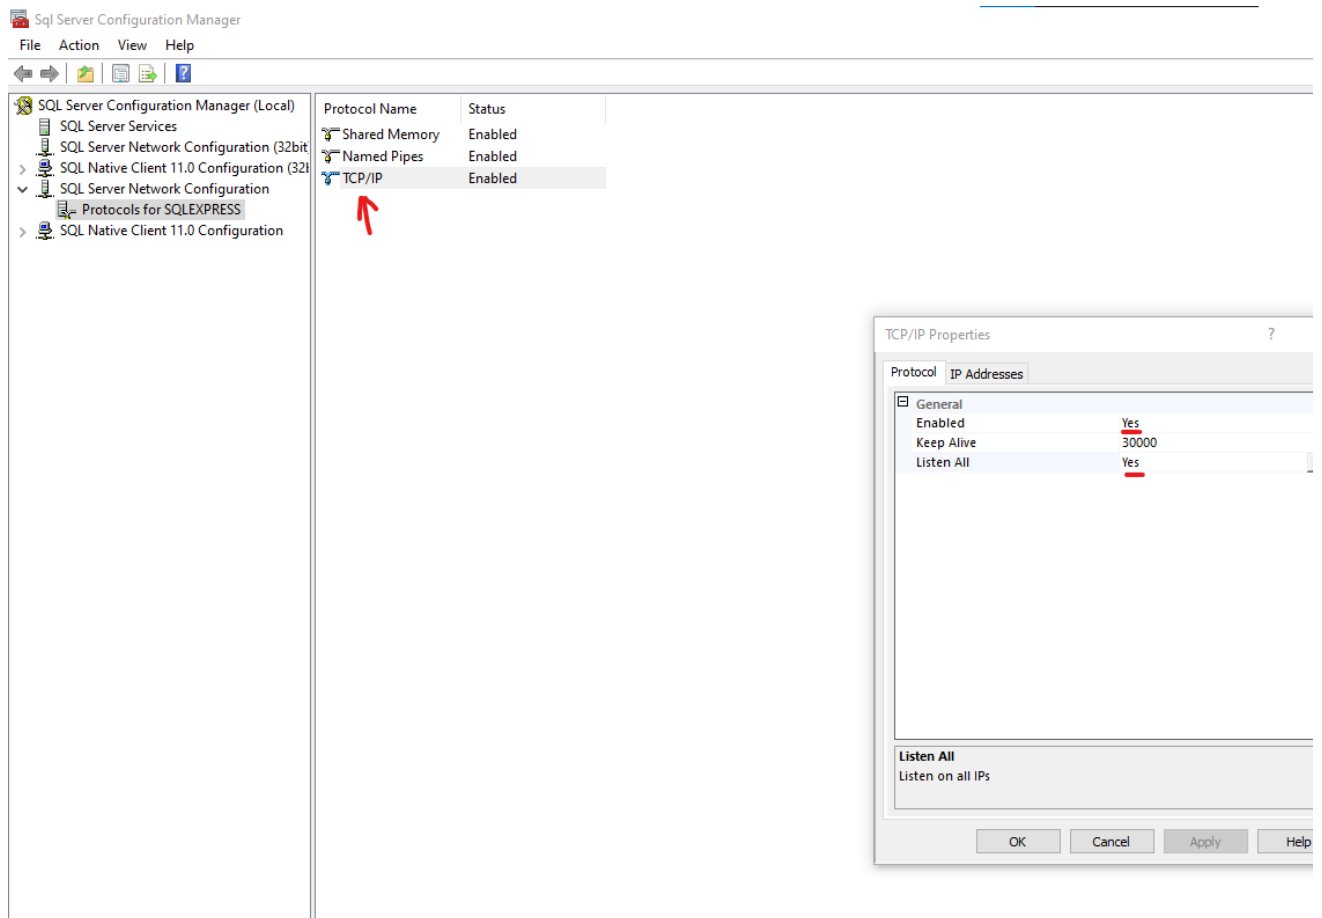 Sql Server Configuration Manager
File Action View Help
SQL Server Configuration Manager (Local)
SQL Server Services
SQL Server Network Configuration (32bit
SQL Native Client 11.0 Configuration (32
SQL Server Network Configuration
Protocols for SQLEXPRESS
SQL Native Client 11.0 Configuration
Protocol Name Status
Shared Memory Enabled
Named Pipes Enabled
TCP/IP Enabled
TCP/IP Properties ?
Protocol IP Addresses
General
Enabled Yes
Keep Alive 30000
Listen All Yes
Listen All
Listen on all IPs
OK Cancel Apply Help